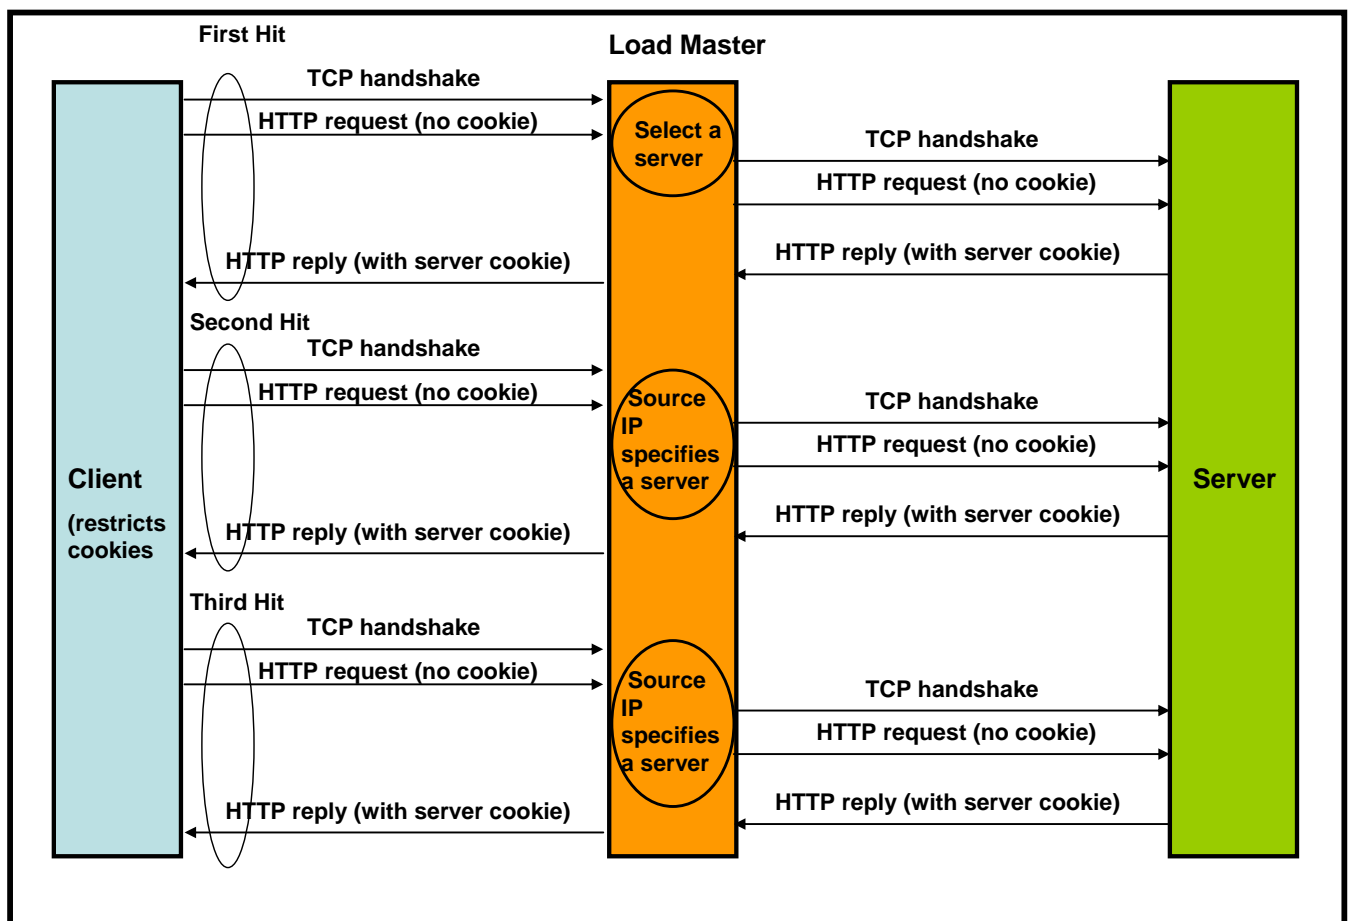 First Hit
Load Master
TCP handshake
HTTP request (no cookie)
Select a
server
TCP handshake
HTTP request (no cookie)
HTTP reply (with server cookie)
HTTP reply (with server cookie)
Second Hit
TCP handshake
HTTP request (no cookie)
Source
IP
specifies
a server
TCP handshake
HTTP request (no cookie)
Client
(restricts
cookies
Server
HTTP reply (with server cookie)
HTTP reply (with server cookie)
Third Hit
TCP handshake
HTTP request (no cookie)
Source
IP
specifies
a server
TCP handshake
HTTP request (no cookie)
HTTP reply (with server cookie)
HTTP reply (with server cookie)